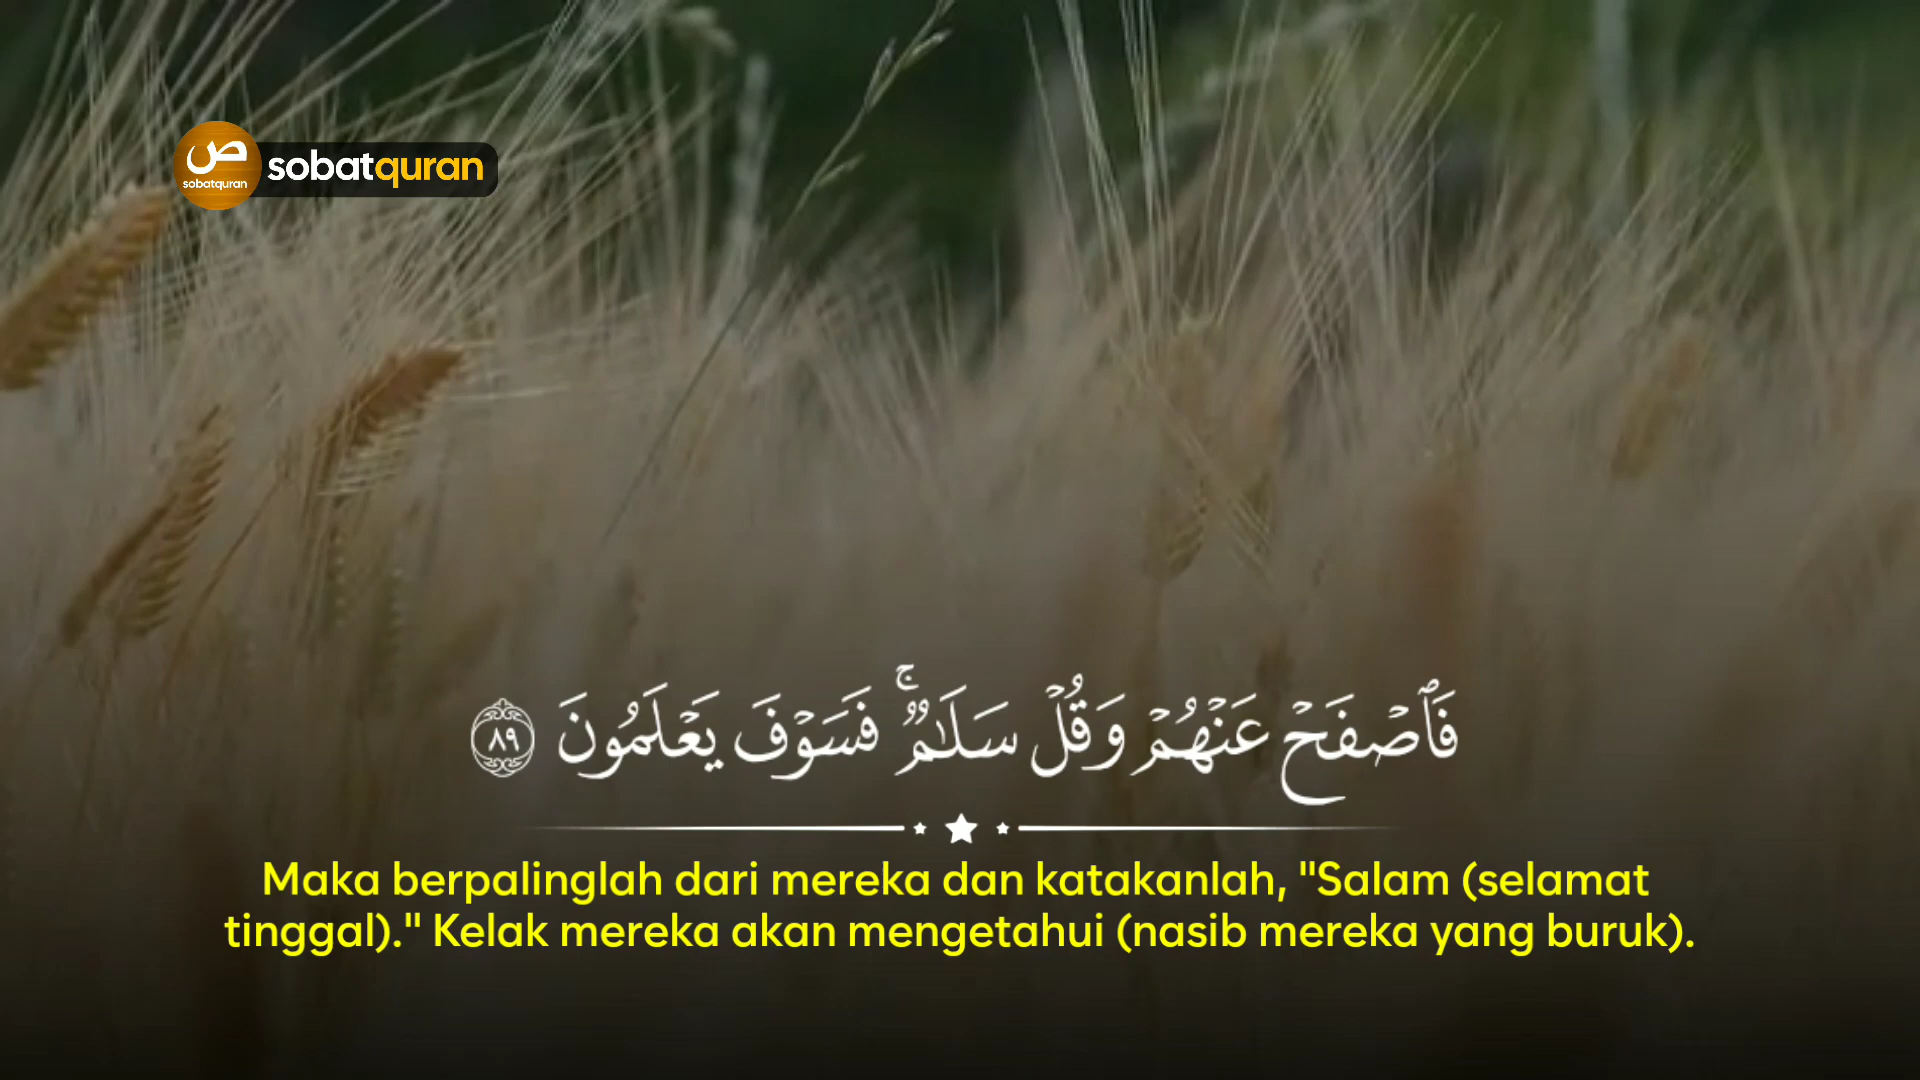 ص
sobatquran
sobatquran
فَٱصۡفَحۡ عَنۡهُمۡ وَقُلۡ سَلَٰمٞۚ فَسَوۡفَ يَعۡلَمُونَ ٨٩
Maka berpalinglah dari mereka dan katakanlah, "Salam (selamat
tinggal)." Kelak mereka akan mengetahui (nasib mereka yang buruk).